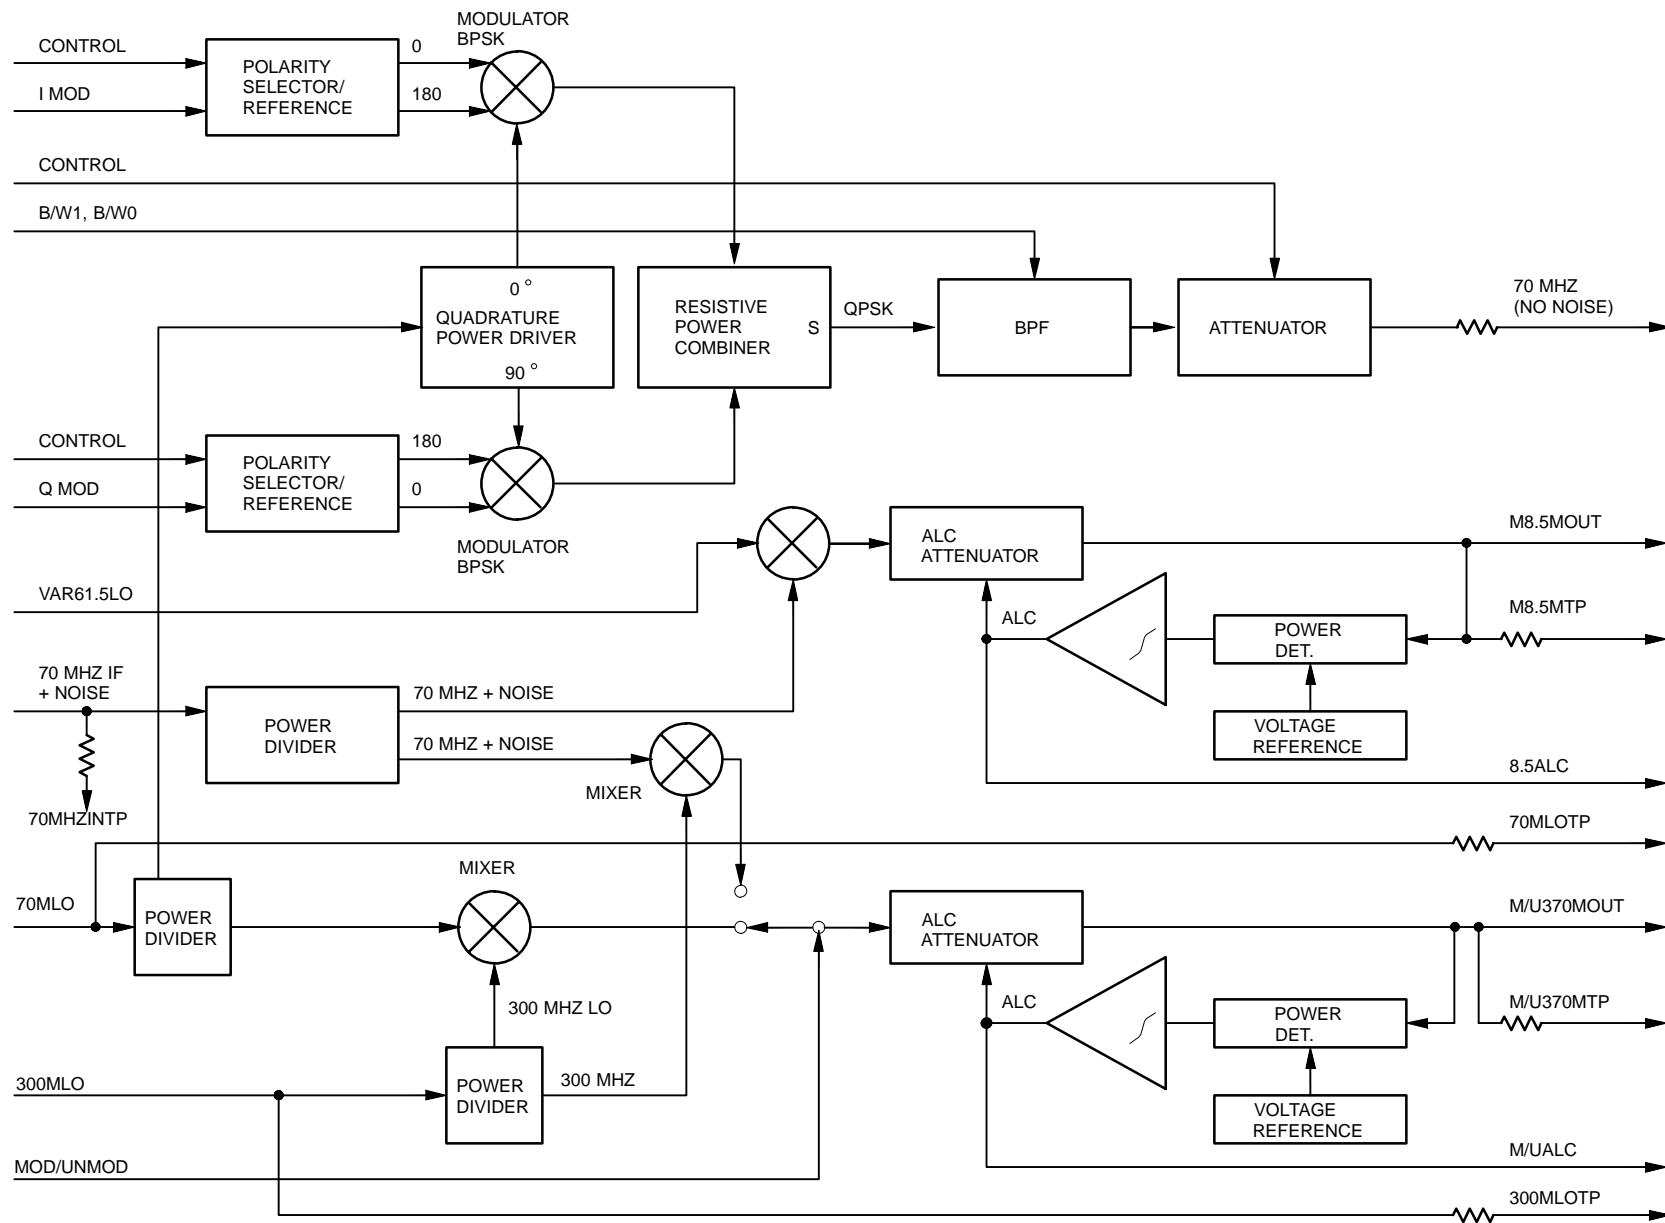 MODULATOR
BPSK
CONTROL
0
POLARITY
SELECTOR/
REFERENCE
I MOD
180
CONTROL
B/W1, B/W0
0 °
QUADRATURE
POWER DRIVER
90 °
RESISTIVE
POWER
COMBINER
S
QPSK
BPF
ATTENUATOR
70 MHZ
(NO NOISE)
CONTROL
180
POLARITY
SELECTOR/
REFERENCE
Q MOD
0
MODULATOR
BPSK
ALC
ATTENUATOR
M8.5MOUT
VAR61.5LO
ALC
POWER
DET.
M8.5MTP
70 MHZ IF
+ NOISE
POWER
DIVIDER
70 MHZ + NOISE
70 MHZ + NOISE
VOLTAGE
REFERENCE
MIXER
8.5ALC
70MHZINTP
70MLOTP
MIXER
70MLO
POWER
DIVIDER
ALC
ATTENUATOR
M/U370MOUT
300 MHZ LO
ALC
POWER
DET.
M/U370MTP
300MLO
POWER
DIVIDER
300 MHZ
VOLTAGE
REFERENCE
MOD/UNMOD
M/UALC
300MLOTP